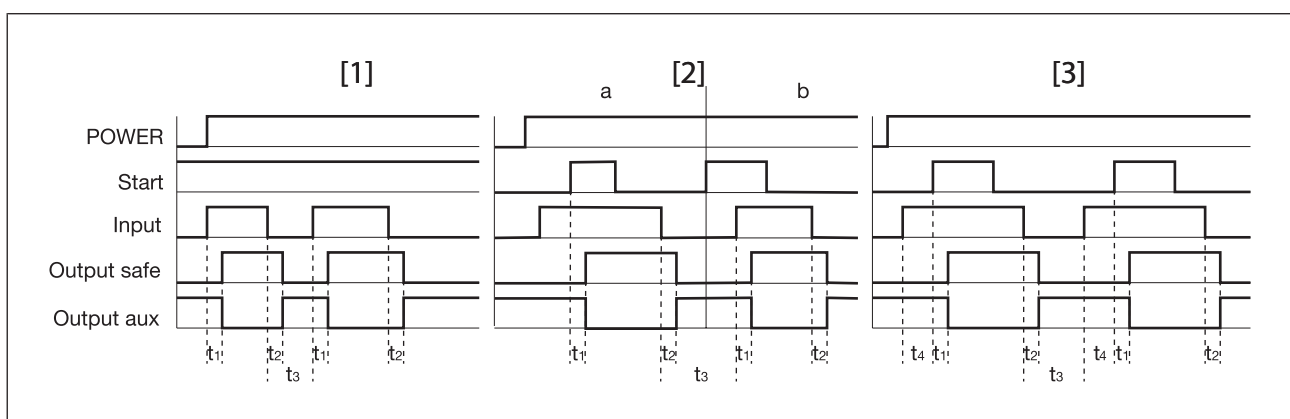 [1] [2] [3]
a b
POWER
Start
Input
Output safe
Output aux
t1 t2 t1 t2 t1 t2 t1 t2 t4 t1 t2 t4 t1 t2
t3 t3 t3